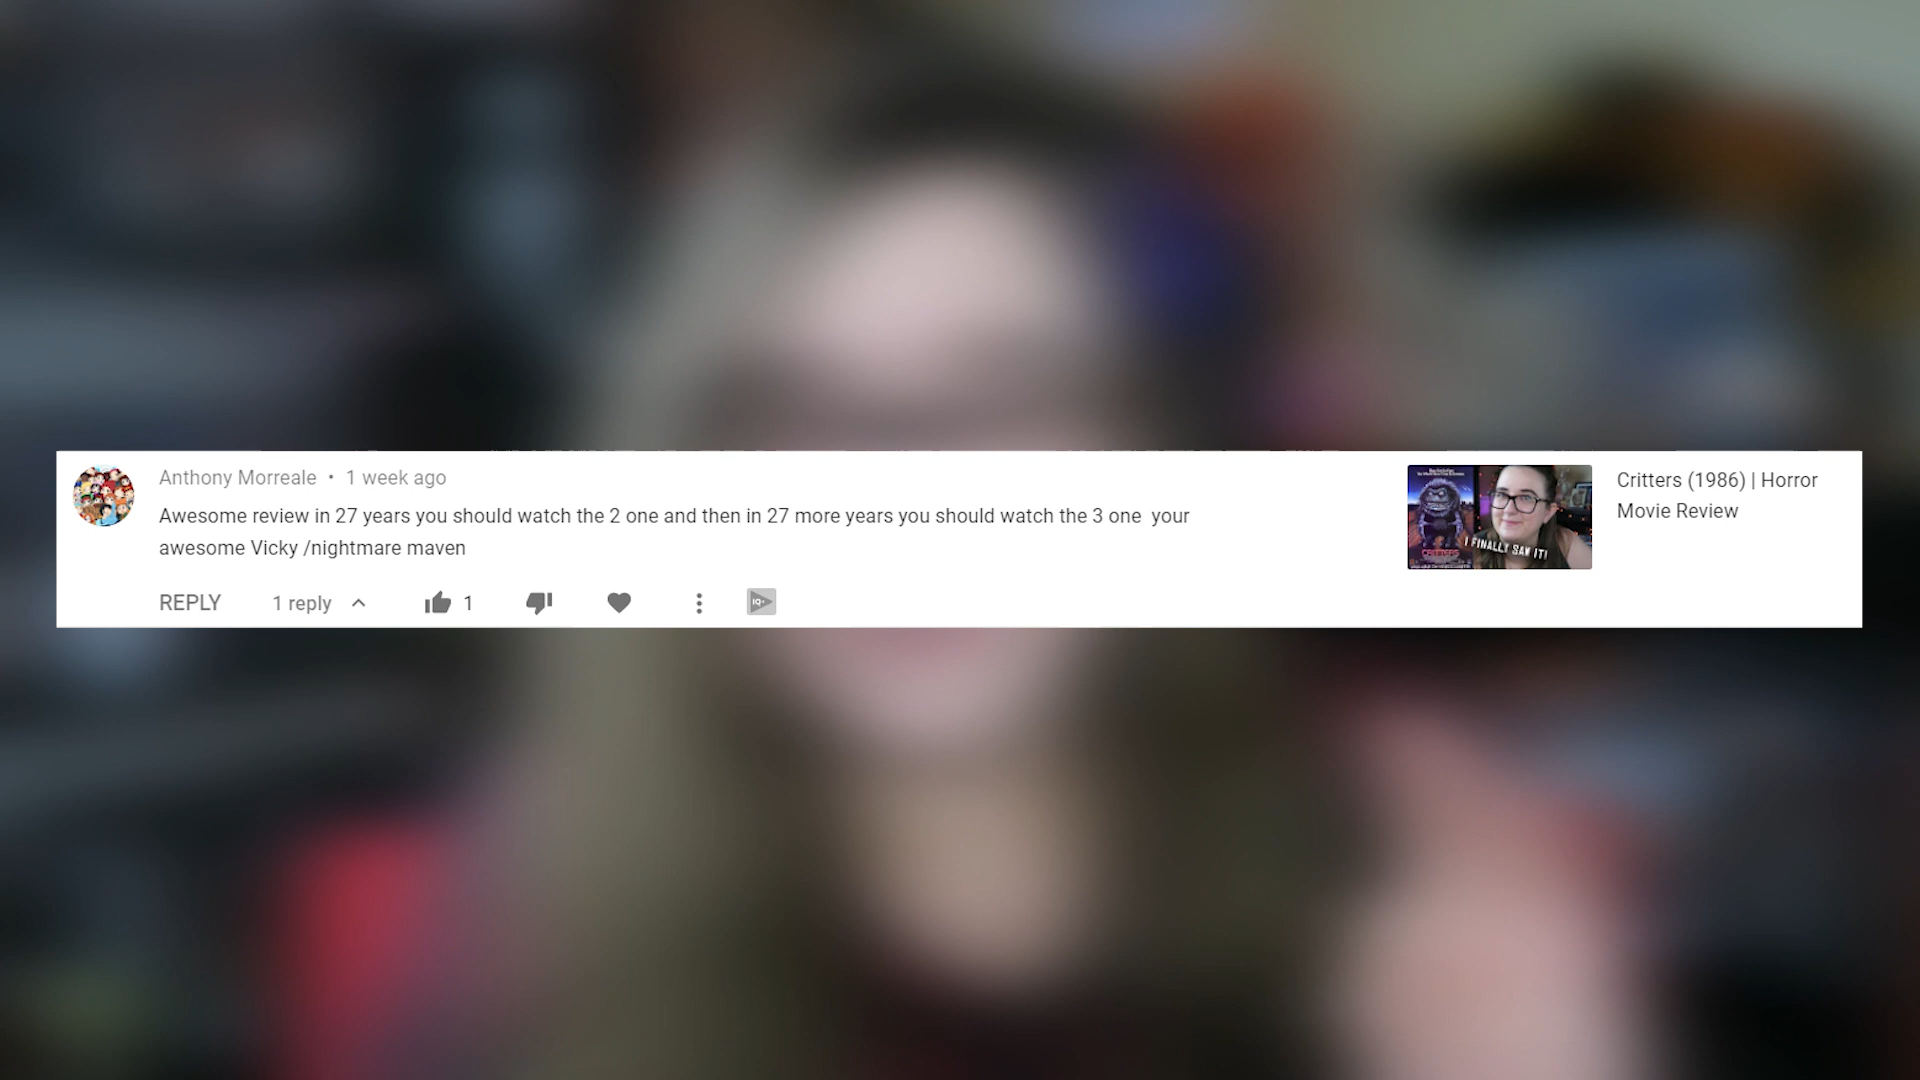 Anthony Morreale • 1 week ago
Awesome review in 27 years you should watch the 2 one and then in 27 more years you should watch the 3 one  your
awesome Vicky /nightmare maven
REPLY 1 reply 1
IQ
CRITTERS
I FINALLY SAW IT!
Critters (1986) | Horror
Movie Review